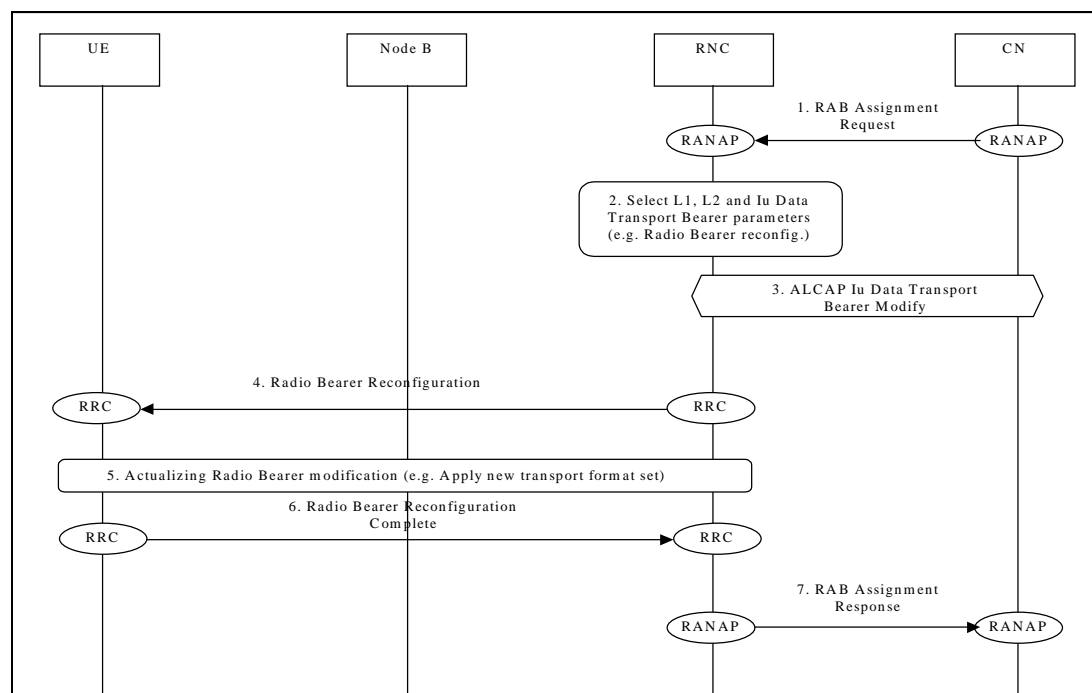 UE
Node B
RNC
CN
1. RAB Assignment
Request
RANAP
RANAP
2. Select L1, L2 and Iu Data
Transport Bearer parameters
(e.g. Radio Bearer reconfig.)
3. ALCAP Iu Data Transport
Bearer Modify
4. Radio Bearer Reconfiguration
RRC
RRC
5. Actualizing Radio Bearer modification (e.g. Apply new transport format set)
6. Radio Bearer Reconfiguration
Complete
RRC
RRC
7. RAB Assignment
Response
RANAP
RANAP